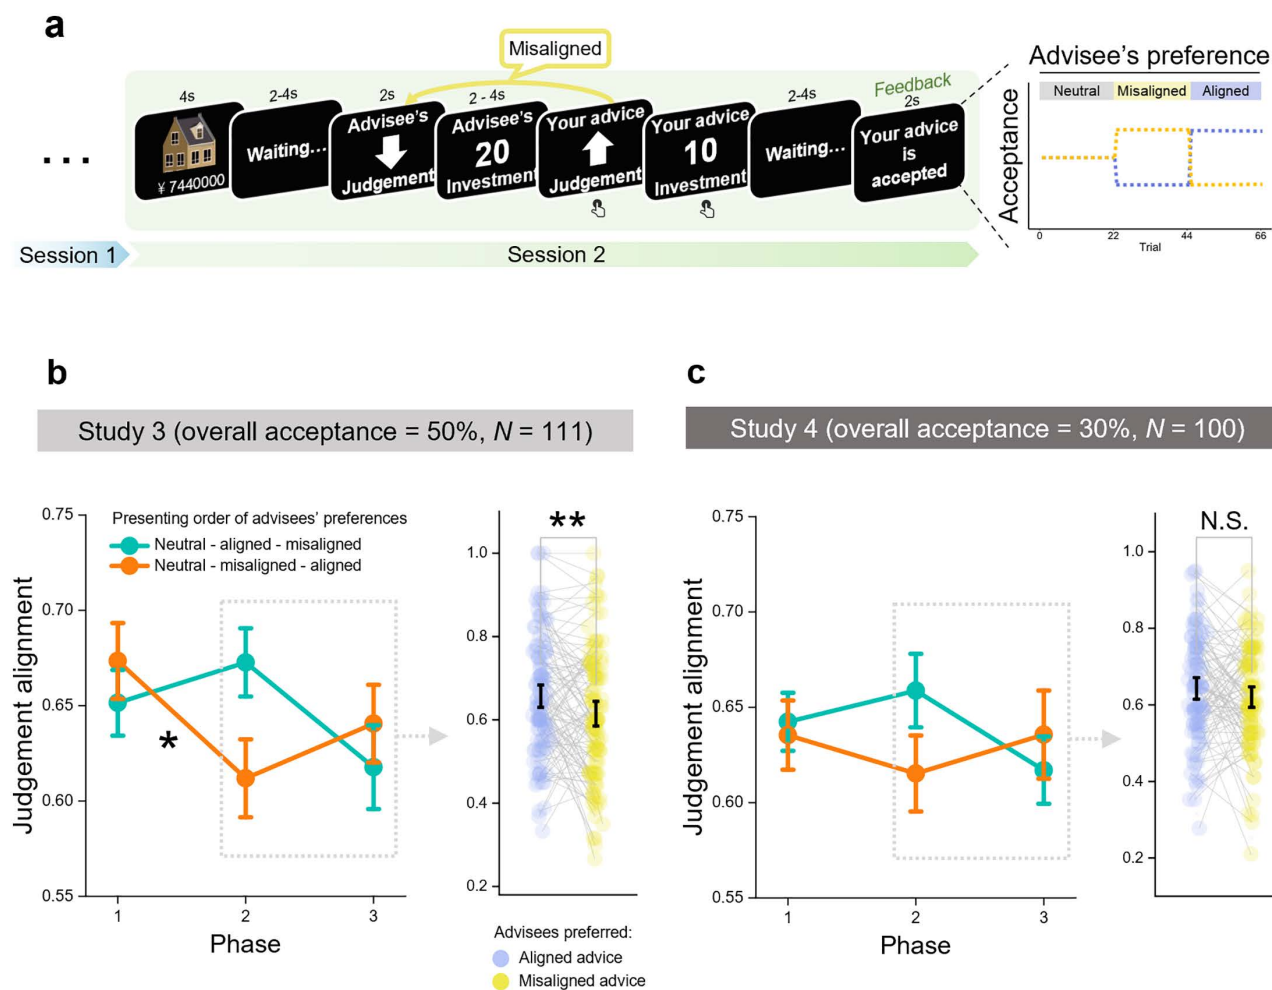 a
Misaligned
Feedback
4s
2-4s
2s
2 - 4s
2-4s
2s
...
¥ 7440000
Waiting...
Advisee's
Judgement
Advisee's
20
Investment
Your advice
Judgement
Your advice
10
Investment
Waiting...
Your advice
is
accepted
Session 1
Session 2
Advisee's preference
Neutral
Misaligned
Aligned
Acceptance
0
22
44
66
Trial
b
Study 3 (overall acceptance = 50%, N = 111)
Presenting order of advisees' preferences
Neutral - aligned - misaligned
Neutral - misaligned - aligned
Judgement alignment
0.75
0.70
0.65
0.60
0.55
*
1
2
3
Phase
**
1.0
0.8
0.6
0.4
0.2
Advisees preferred:
Aligned advice
Misaligned advice
c
Study 4 (overall acceptance = 30%, N = 100)
Judgement alignment
0.75
0.70
0.65
0.60
0.55
1
2
3
Phase
N.S.
1.0
0.8
0.6
0.4
0.2